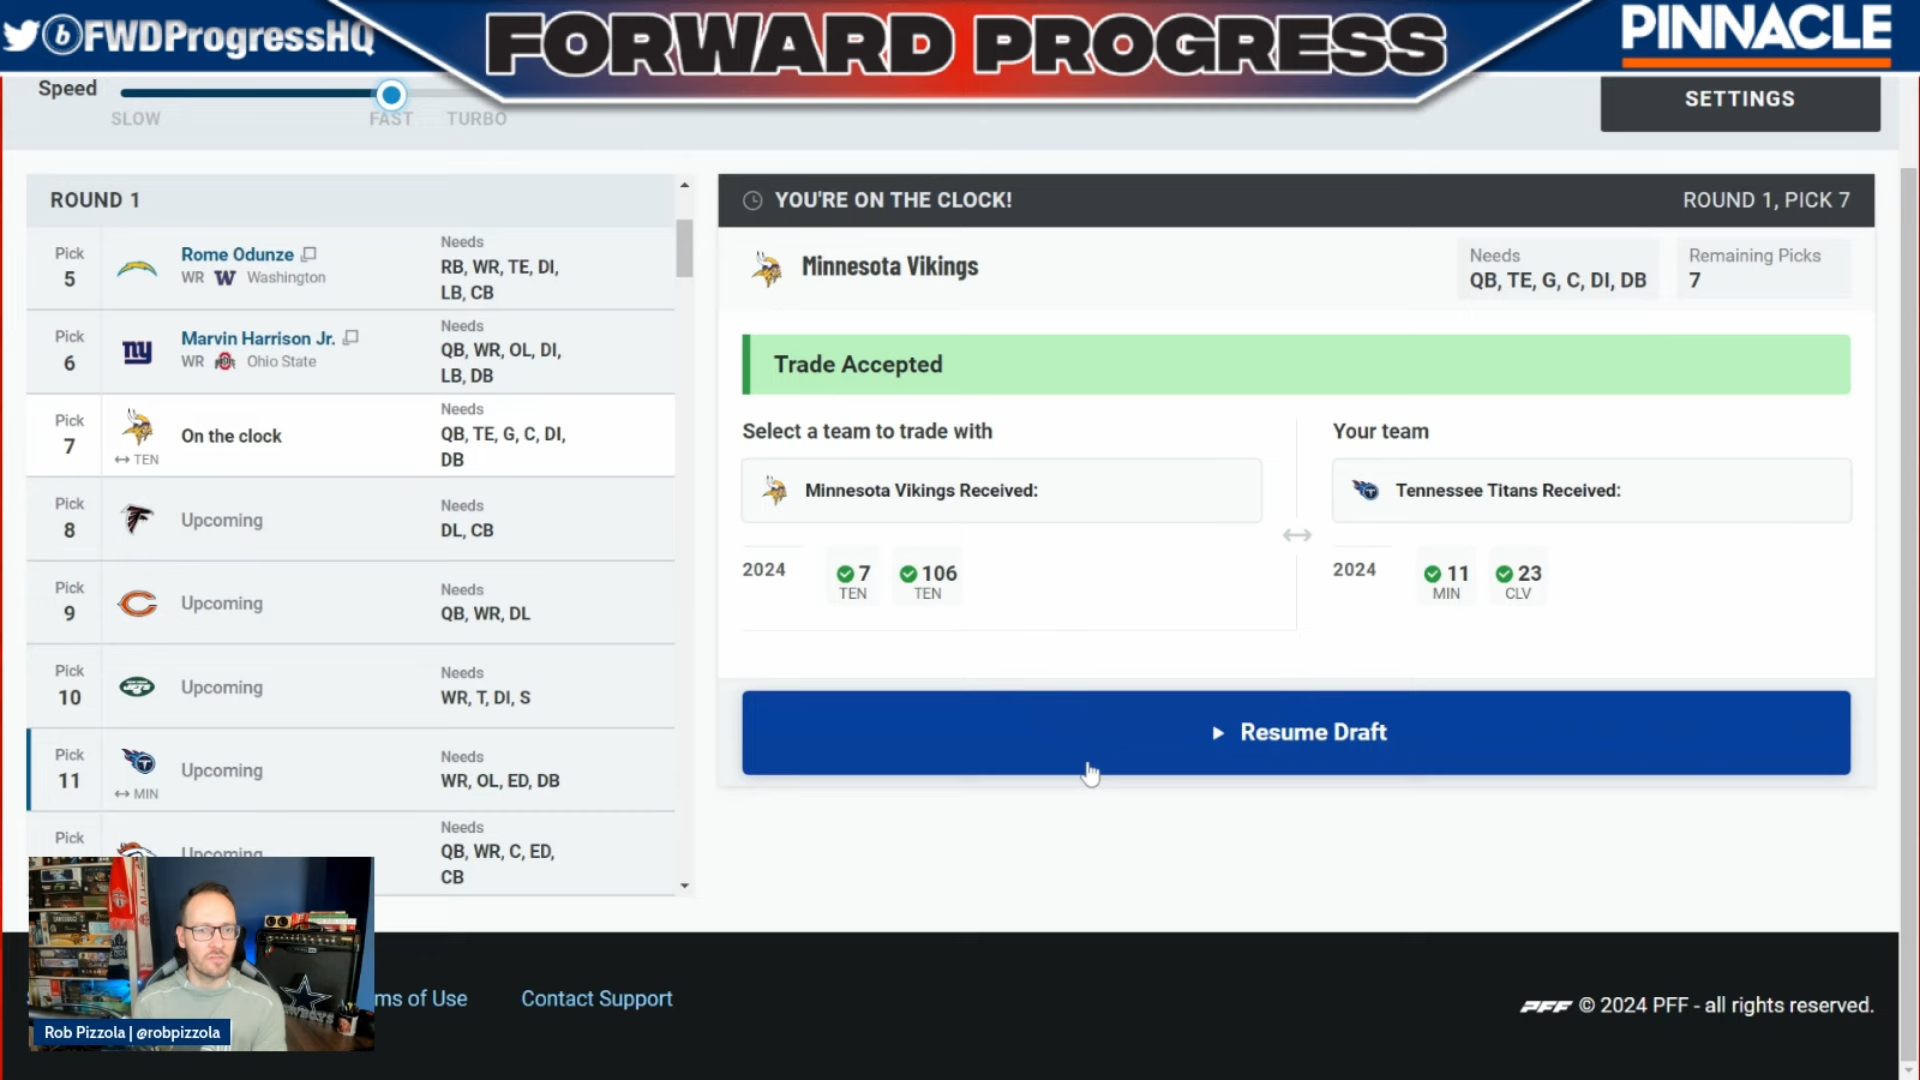 FWDProgressHQ
FORWARD PROGRESS
PINNACLE
Speed
SLOW
FAST
TURBO
SETTINGS
ROUND 1
Pick
5
Rome Odunze
WR W Washington
Needs
RB, WR, TE, DI,
LB, CB
Pick
6
ny
Marvin Harrison Jr.
WR Ohio State
Needs
QB, WR, OL, DI,
LB, DB
Pick
7
TEN
On the clock
Needs
QB, TE, G, C, DI,
DB
Pick
8
Upcoming
Needs
DL, CB
Pick
9
Upcoming
Needs
QB, WR, DL
Pick
10
Upcoming
Needs
WR, T, DI, S
Pick
11
MIN
Upcoming
Needs
WR, OL, ED, DB
Pick
Upcoming
Needs
QB, WR, C, ED,
CB
YOU'RE ON THE CLOCK!
ROUND 1, PICK 7
Minnesota Vikings
Needs
QB, TE, G, C, DI, DB
Remaining Picks
7
Trade Accepted
Select a team to trade with
Your team
Minnesota Vikings Received:
Tennessee Titans Received:
2024
7
TEN
106
TEN
2024
11
MIN
23
CLV
Resume Draft
ms of Use
Contact Support
PFF © 2024 PFF - all rights reserved.
Rob Pizzola | @robpizzola